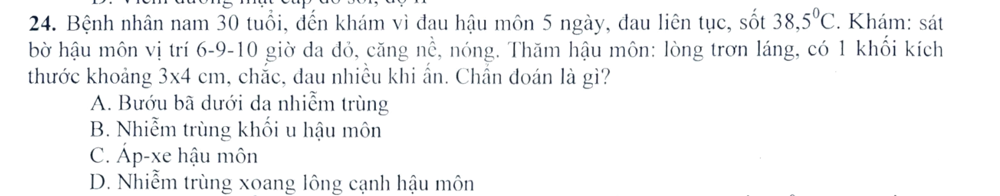 24. Bệnh nhân nam 30 tuổi, đến khám vì đau hậu môn 5 ngày, đau liên tục, sốt 38,5⁰C. Khám: sát
bờ hậu môn vị trí 6-9-10 giờ da đỏ, căng nề, nóng. Thăm hậu môn: lòng trơn láng, có 1 khối kích
thước khoảng 3x4 cm, chắc, đau nhiều khi ấn. Chẩn đoán là gì?
A. Bướu bã dưới da nhiễm trùng
B. Nhiễm trùng khối u hậu môn
C. Áp-xe hậu môn
D. Nhiễm trùng xoang lông cạnh hậu môn